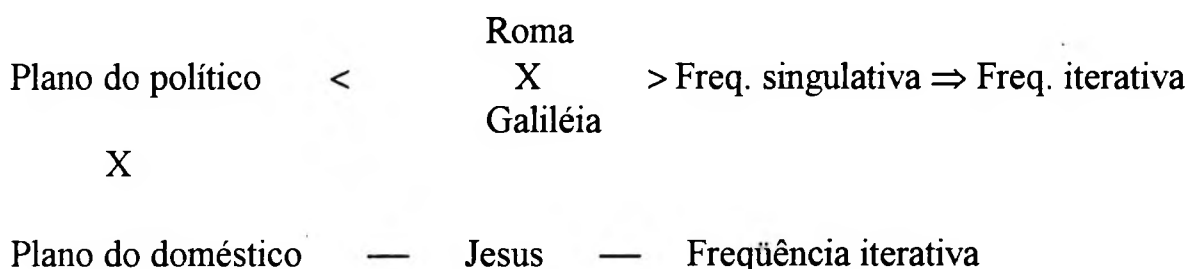 Roma
Plano do político < X > Freq. singulativa ⇒ Freq. iterativa
Galiléia
X
Plano do doméstico — Jesus — Freqüência iterativa